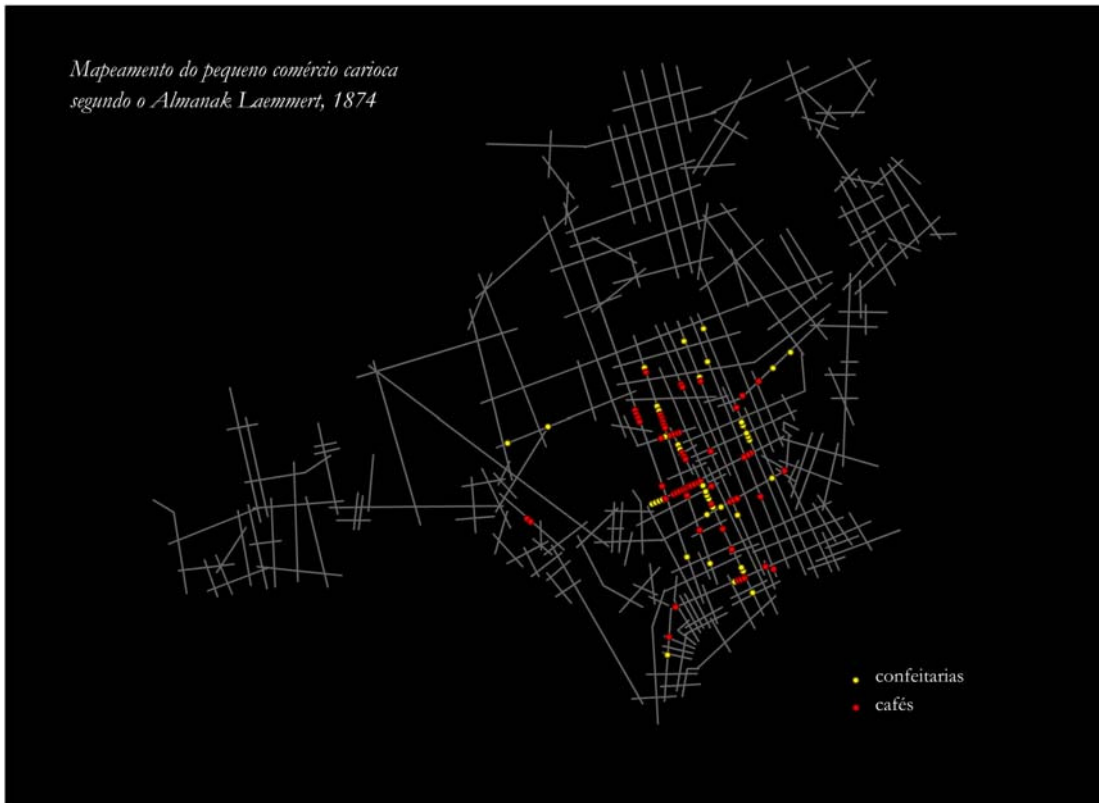 Mapeamento do pequeno comércio carioca
segundo o Almanak Laemmert, 1874
confeitarias
cafés